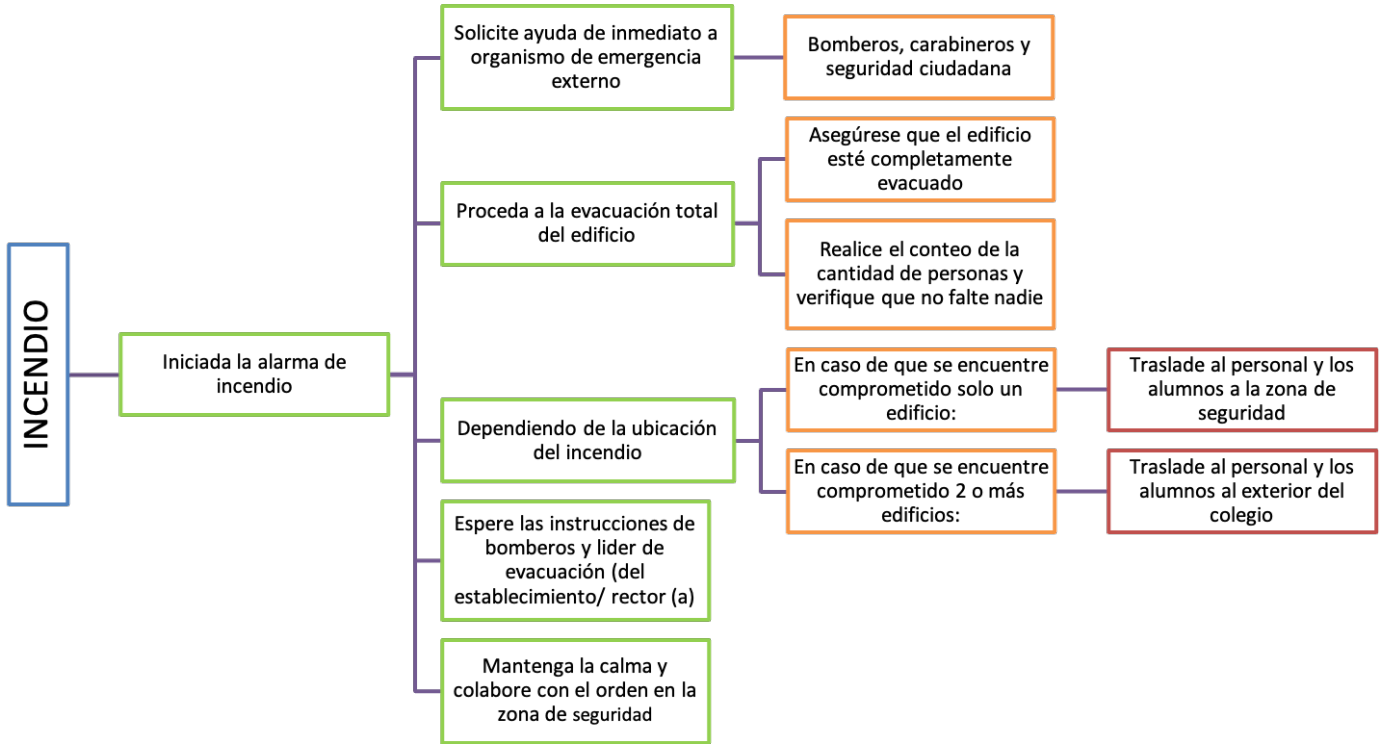 INCENDIO
Iniciada la alarma de
incendio
Solicite ayuda de inmediato a
organismo de emergencia
externo
Bomberos, carabineros y
seguridad ciudadana
Proceda a la evacuación total
del edificio
Asegúrese que el edificio
esté completamente
evacuado
Realice el conteo de la
cantidad de personas y
verifique que no falte nadie
Dependiendo de la ubicación
del incendio
En caso de que se encuentre
comprometido solo un
edificio:
Traslade al personal y los
alumnos a la zona de
seguridad
En caso de que se encuentre
comprometido 2 o más
edificios:
Traslade al personal y los
alumnos al exterior del
colegio
Espere las instrucciones de
bomberos y lider de
evacuación (del
establecimiento/ rector (a)
Mantenga la calma y
colabore con el orden en la
zona de seguridad